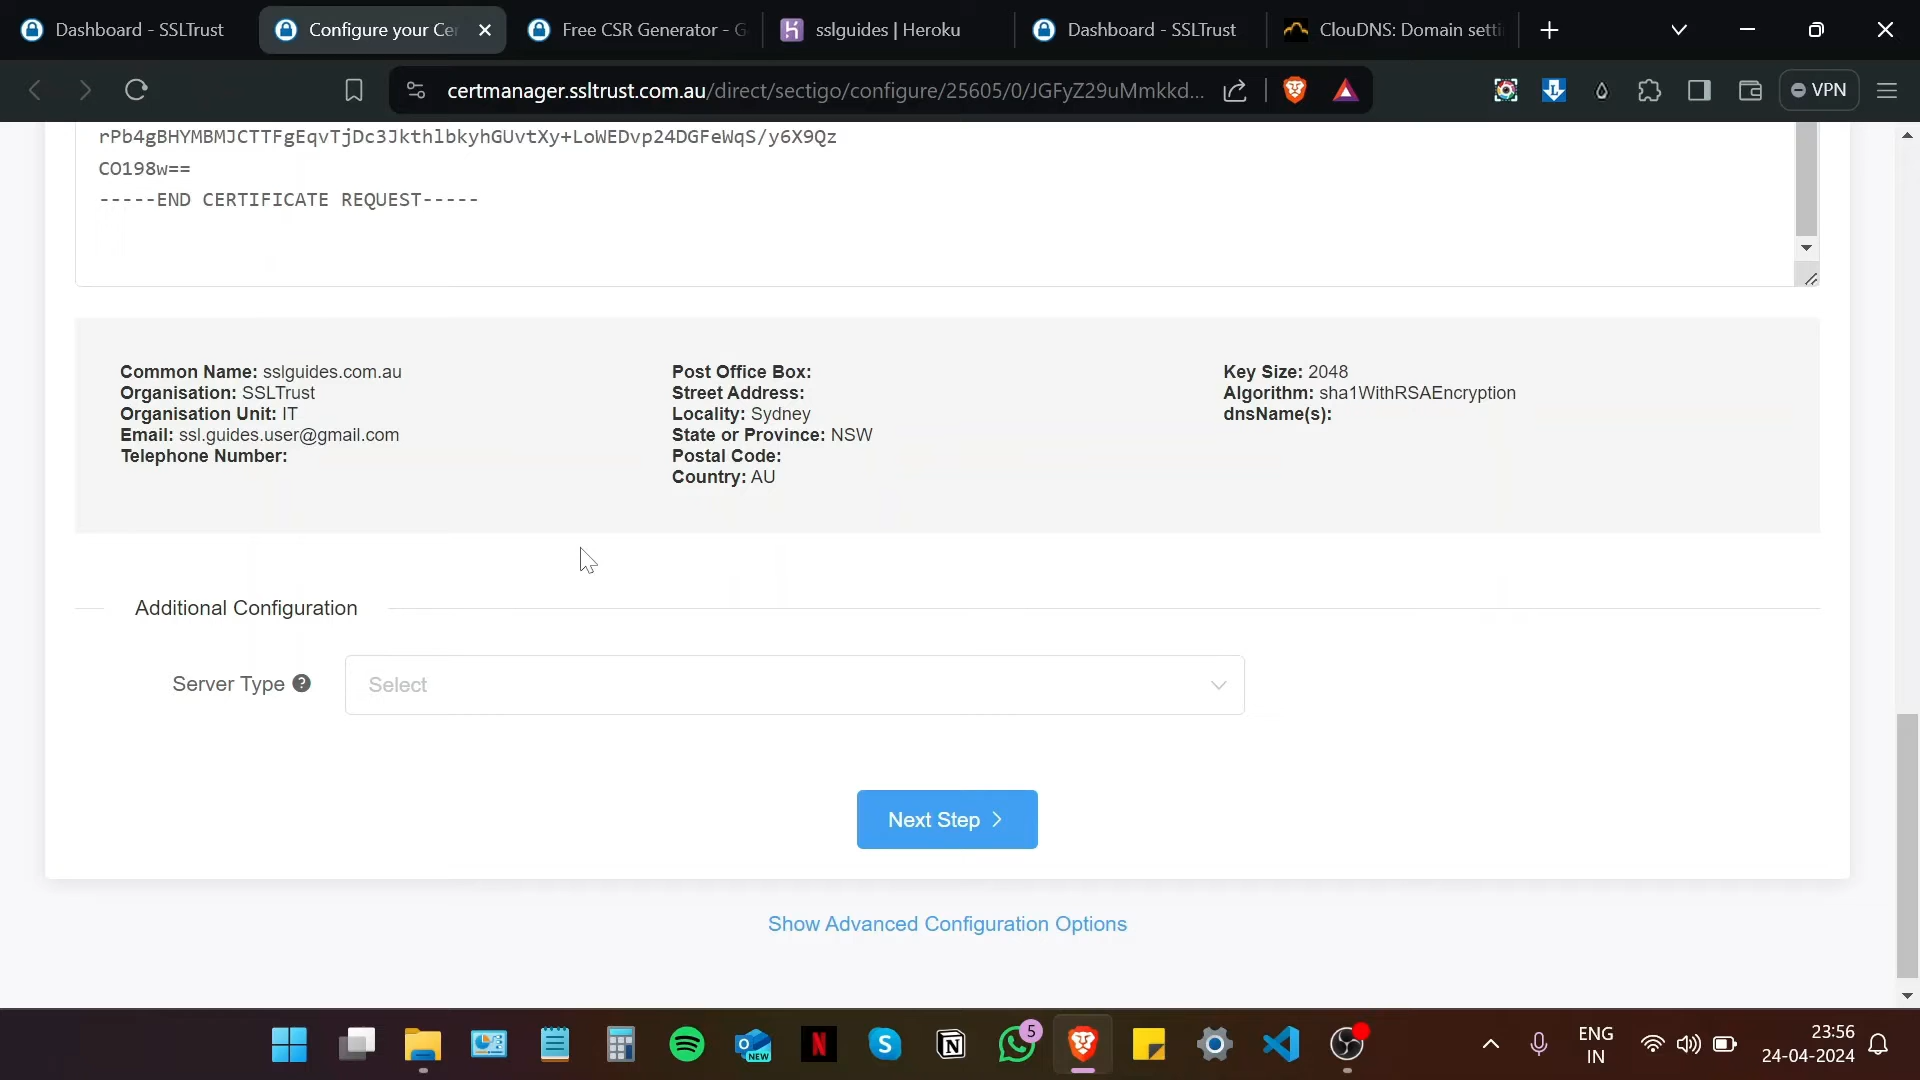 Dashboard - SSLTrust
Configure your Cer
Free CSR Generator - G
sslguides | Heroku
Dashboard - SSLTrust
ClouDNS: Domain setti
certmanager.ssltrust.com.au/direct/sectigo/configure/25605/0/JGFyZ29uMmkkd...
VPN
rPb4gBHYMBMJCTTFgEqvTjDc3JkthlbkyhGUvtXy+LoWEDvp24DGFeWqS/y6X9Qz
CO198w==
-----END CERTIFICATE REQUEST-----
Common Name: sslguides.com.au
Organisation: SSLTrust
Organisation Unit: IT
Email: ssl.guides.user@gmail.com
Telephone Number:
Post Office Box:
Street Address:
Locality: Sydney
State or Province: NSW
Postal Code:
Country: AU
Key Size: 2048
Algorithm: sha1WithRSAEncryption
dnsName(s):
Additional Configuration
Server Type ?
Select
Next Step
Show Advanced Configuration Options
NEW
5
ENG
IN
23:56
24-04-2024